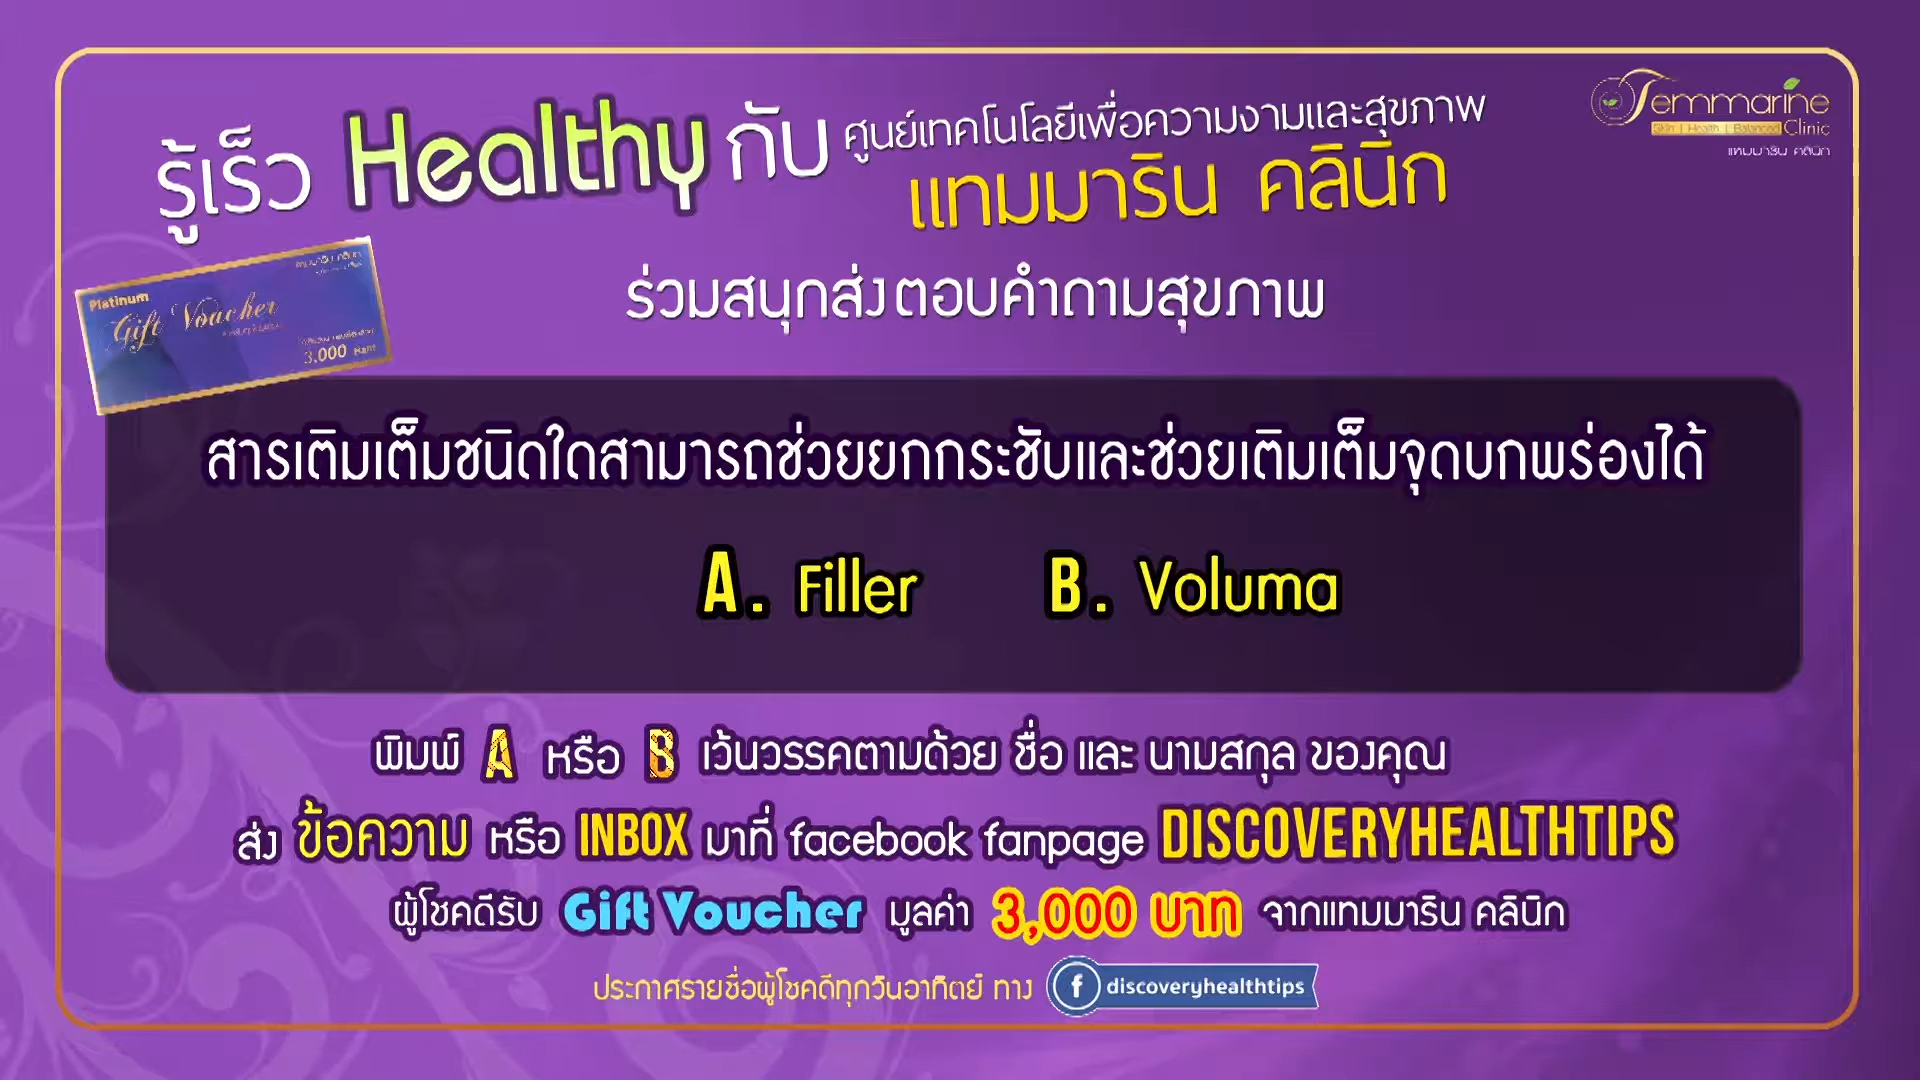 รู้เร็ว Healthy กับ ศูนย์เทคโนโลยีเพื่อความงามและสุขภาพ
แทมมาริน คลินิก
Temmarine
Skin | Health | Balanced Clinic
แทมมาริน คลินิก
ร่วมสนุกส่งตอบคำถามสุขภาพ
Platinum
Gift Voucher
3,000 Baht
สารเติมเต็มชนิดใดสามารถช่วยยกกระชับและช่วยเติมเต็มจุดบกพร่องได้
A. Filler B. Voluma
พิมพ์ A หรือ B เว้นวรรคตามด้วย ชื่อ และ นามสกุล ของคุณ
ส่ง ข้อความ หรือ INBOX มาที่ facebook fanpage DISCOVERYHEALTHTIPS
ผู้โชคดีรับ Gift Voucher มูลค่า 3,000 บาท จากแทมมาริน คลินิก
ประกาศรายชื่อผู้โชคดีทุกวันอาทิตย์ ทาง f discoveryhealthtips